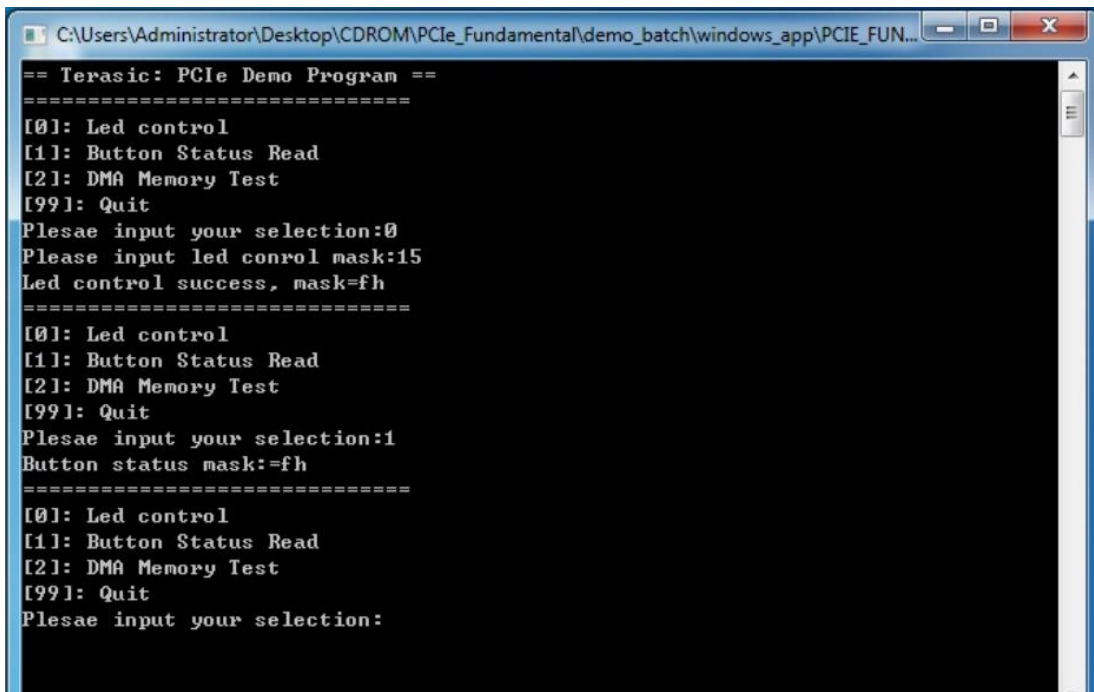 C:\Users\Administrator\Desktop\CDROM\PCIe_Fundamental\demo_batch\windows_app\PCIE_FUN...
== Terasic: PCIe Demo Program ==
==============================
[0]: Led control
[1]: Button Status Read
[2]: DMA Memory Test
[99]: Quit
Plesae input your selection:0
Please input led conrol mask:15
Led control success, mask=fh
==============================
[0]: Led control
[1]: Button Status Read
[2]: DMA Memory Test
[99]: Quit
Plesae input your selection:1
Button status mask:=fh
==============================
[0]: Led control
[1]: Button Status Read
[2]: DMA Memory Test
[99]: Quit
Plesae input your selection: